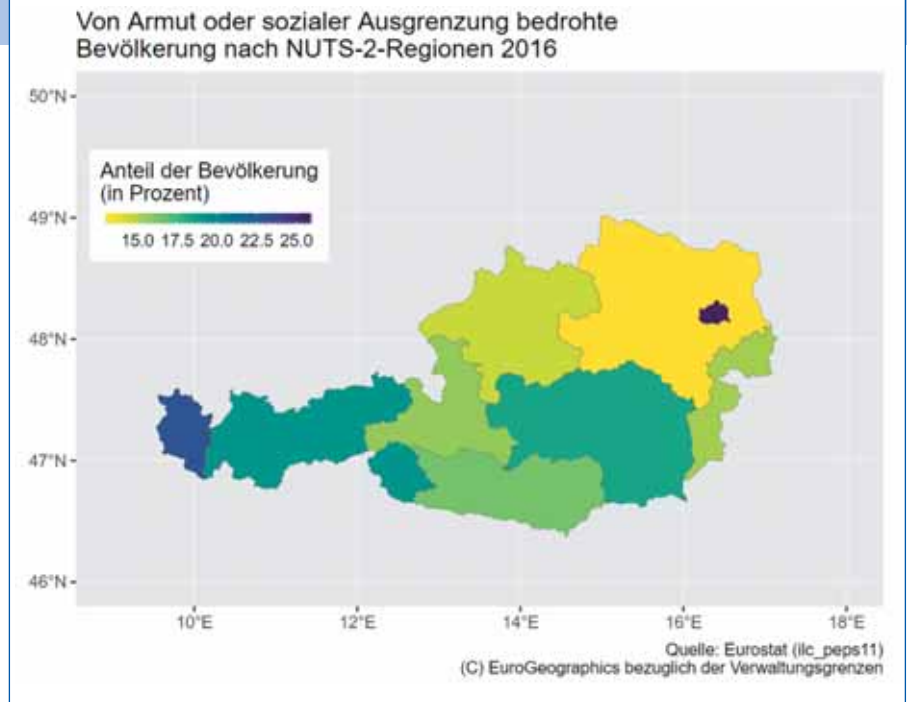 Von Armut oder sozialer Ausgrenzung bedrohte
Bevölkerung nach NUTS-2-Regionen 2016
50°N
Anteil der Bevölkerung
(in Prozent)
49°N
15.0 17.5 20.0 22.5 25.0
48°N
47°N
46°N
10°E 12°E 14°E 16°E 18°E
Quelle: Eurostat (ilc_peps11)
(C) EuroGeographics bezuglich der Verwaltungsgrenzen